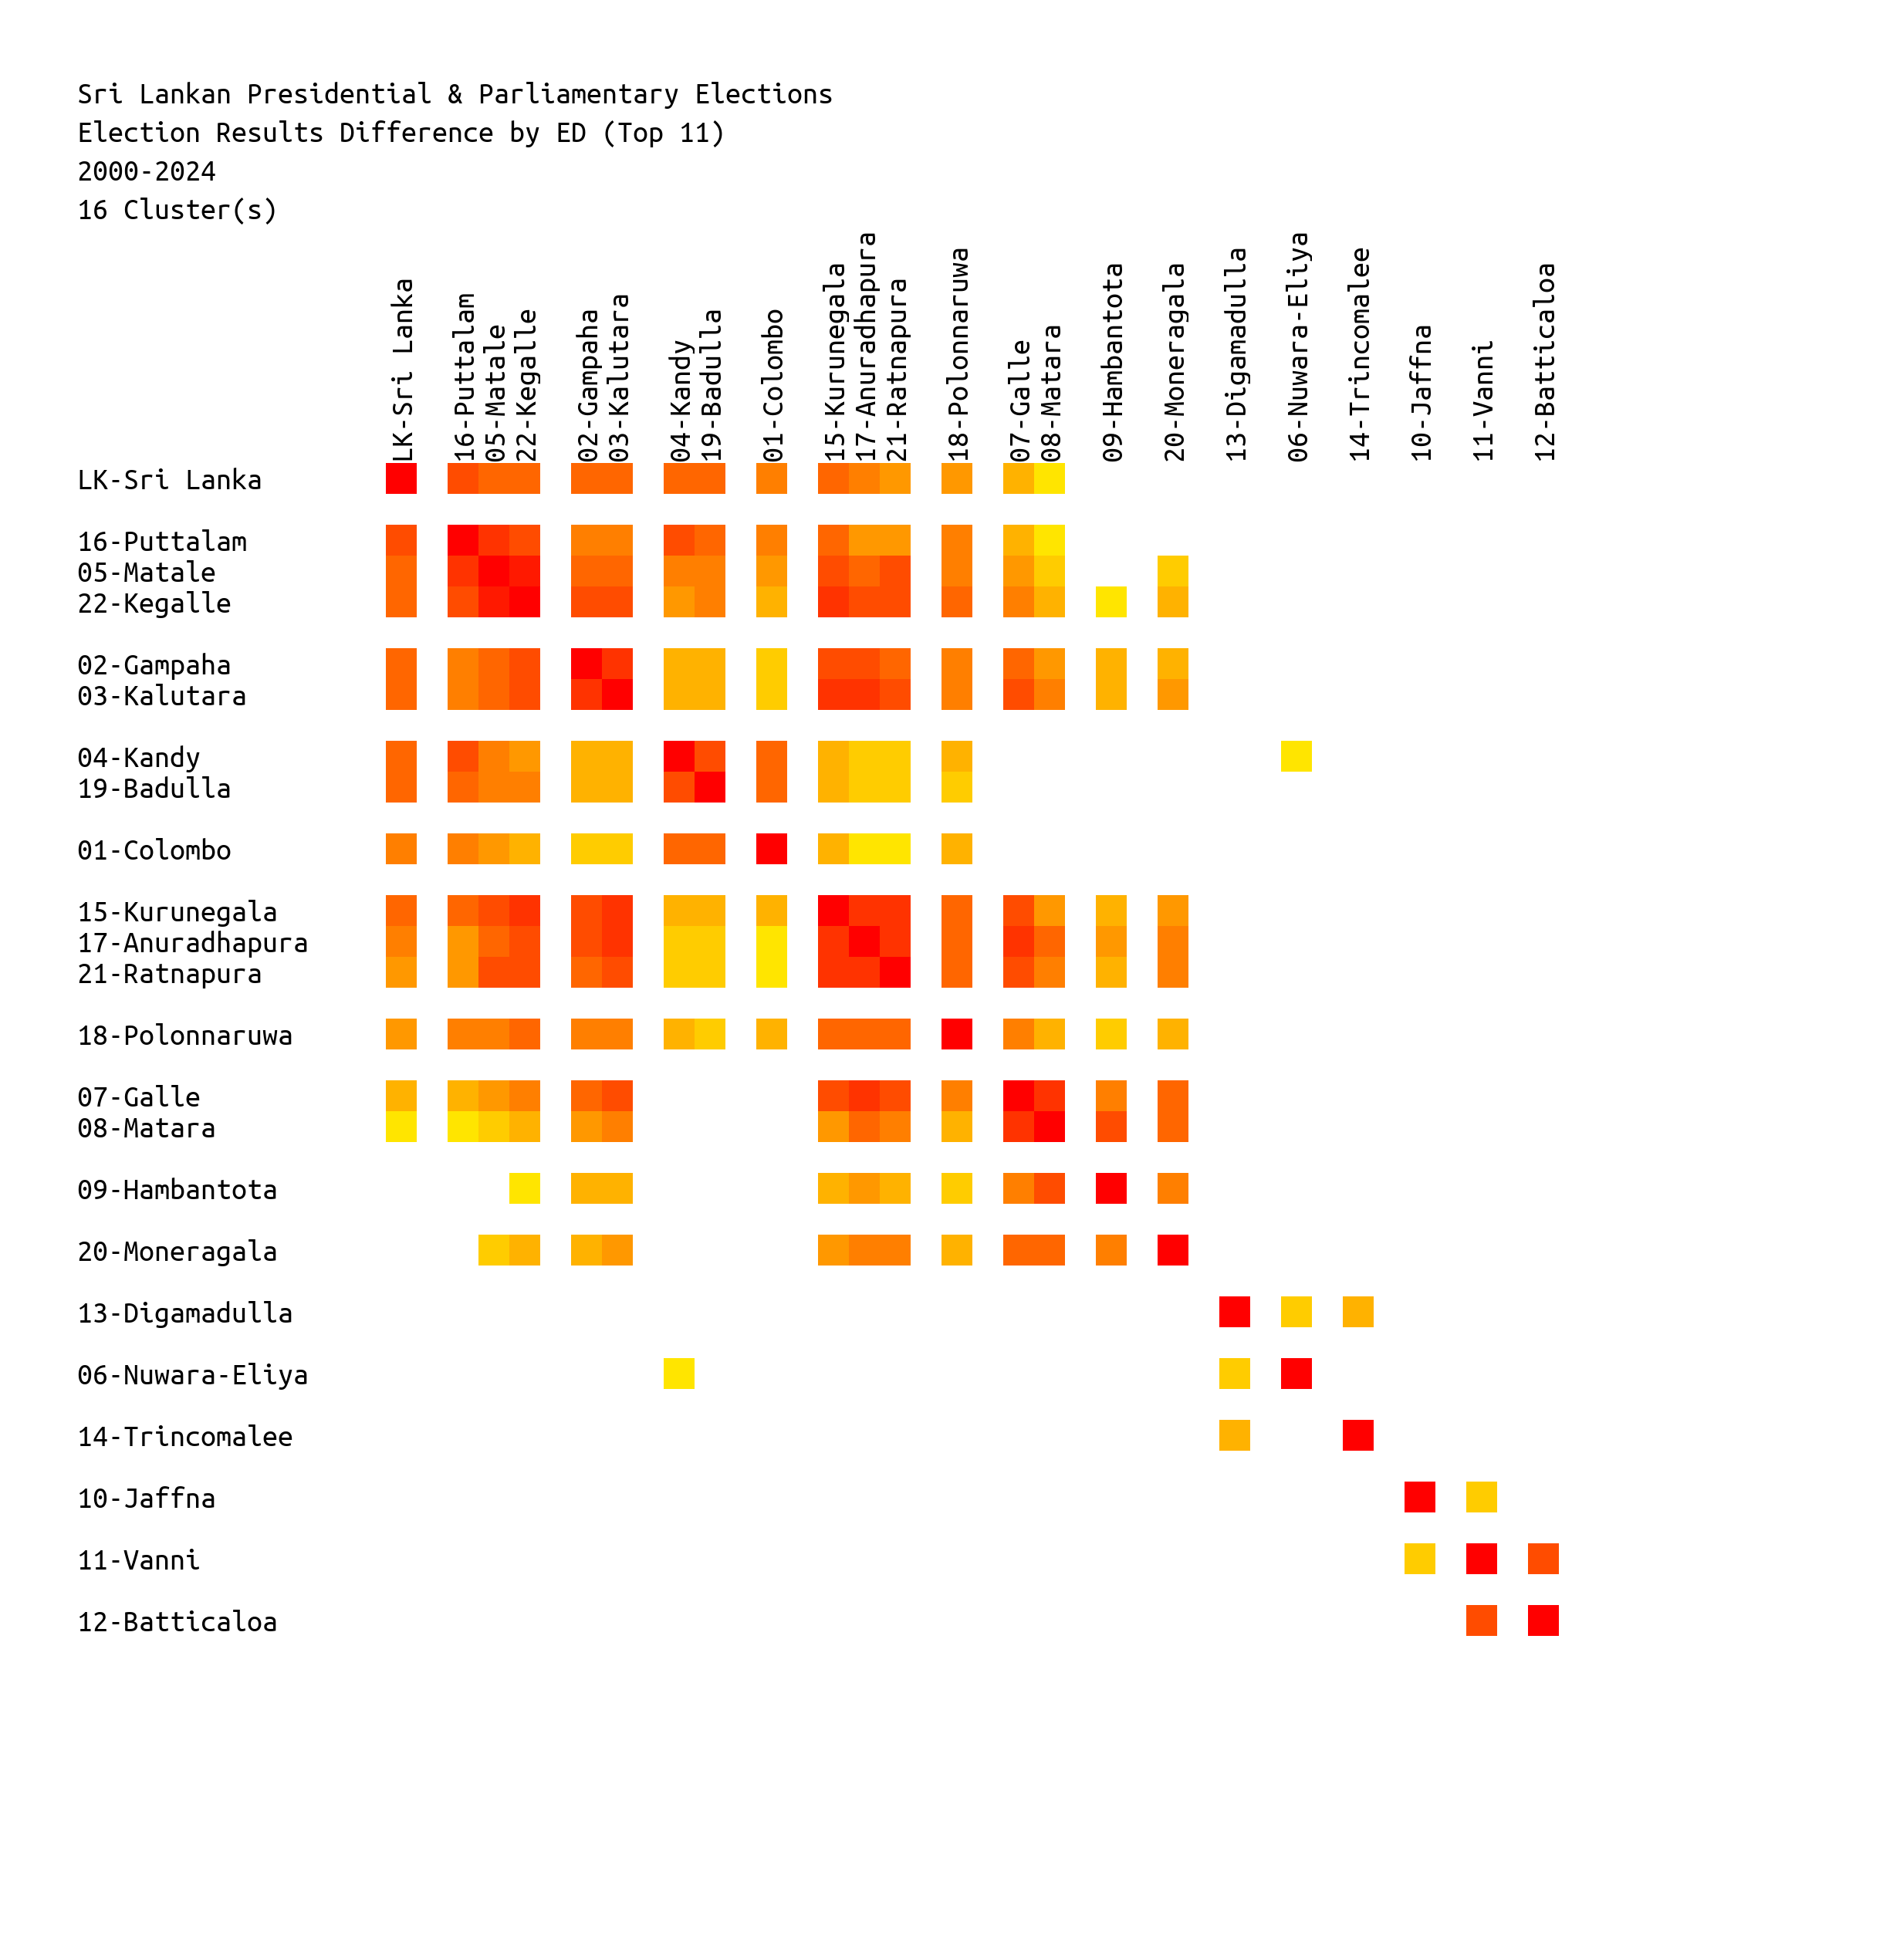 Sri Lankan Presidential & Parliamentary Elections
Election Results Difference by ED (Top 11)
2000-2024
16 Cluster(s)
LK-Sri Lanka
16-Puttalam
05-Matale
22-Kegalle
02-Gampaha
03-Kalutara
04-Kandy
19-Badulla
01-Colombo
15-Kurunegala
17-Anuradhapura
21-Ratnapura
18-Polonnaruwa
07-Galle
08-Matara
09-Hambantota
20-Moneragala
13-Digamadulla
06-Nuwara-Eliya
14-Trincomalee
10-Jaffna
11-Vanni
12-Batticaloa
LK-Sri Lanka
16-Puttalam
05-Matale
22-Kegalle
02-Gampaha
03-Kalutara
04-Kandy
19-Badulla
01-Colombo
15-Kurunegala
17-Anuradhapura
21-Ratnapura
18-Polonnaruwa
07-Galle
08-Matara
09-Hambantota
20-Moneragala
13-Digamadulla
06-Nuwara-Eliya
14-Trincomalee
10-Jaffna
11-Vanni
12-Batticaloa